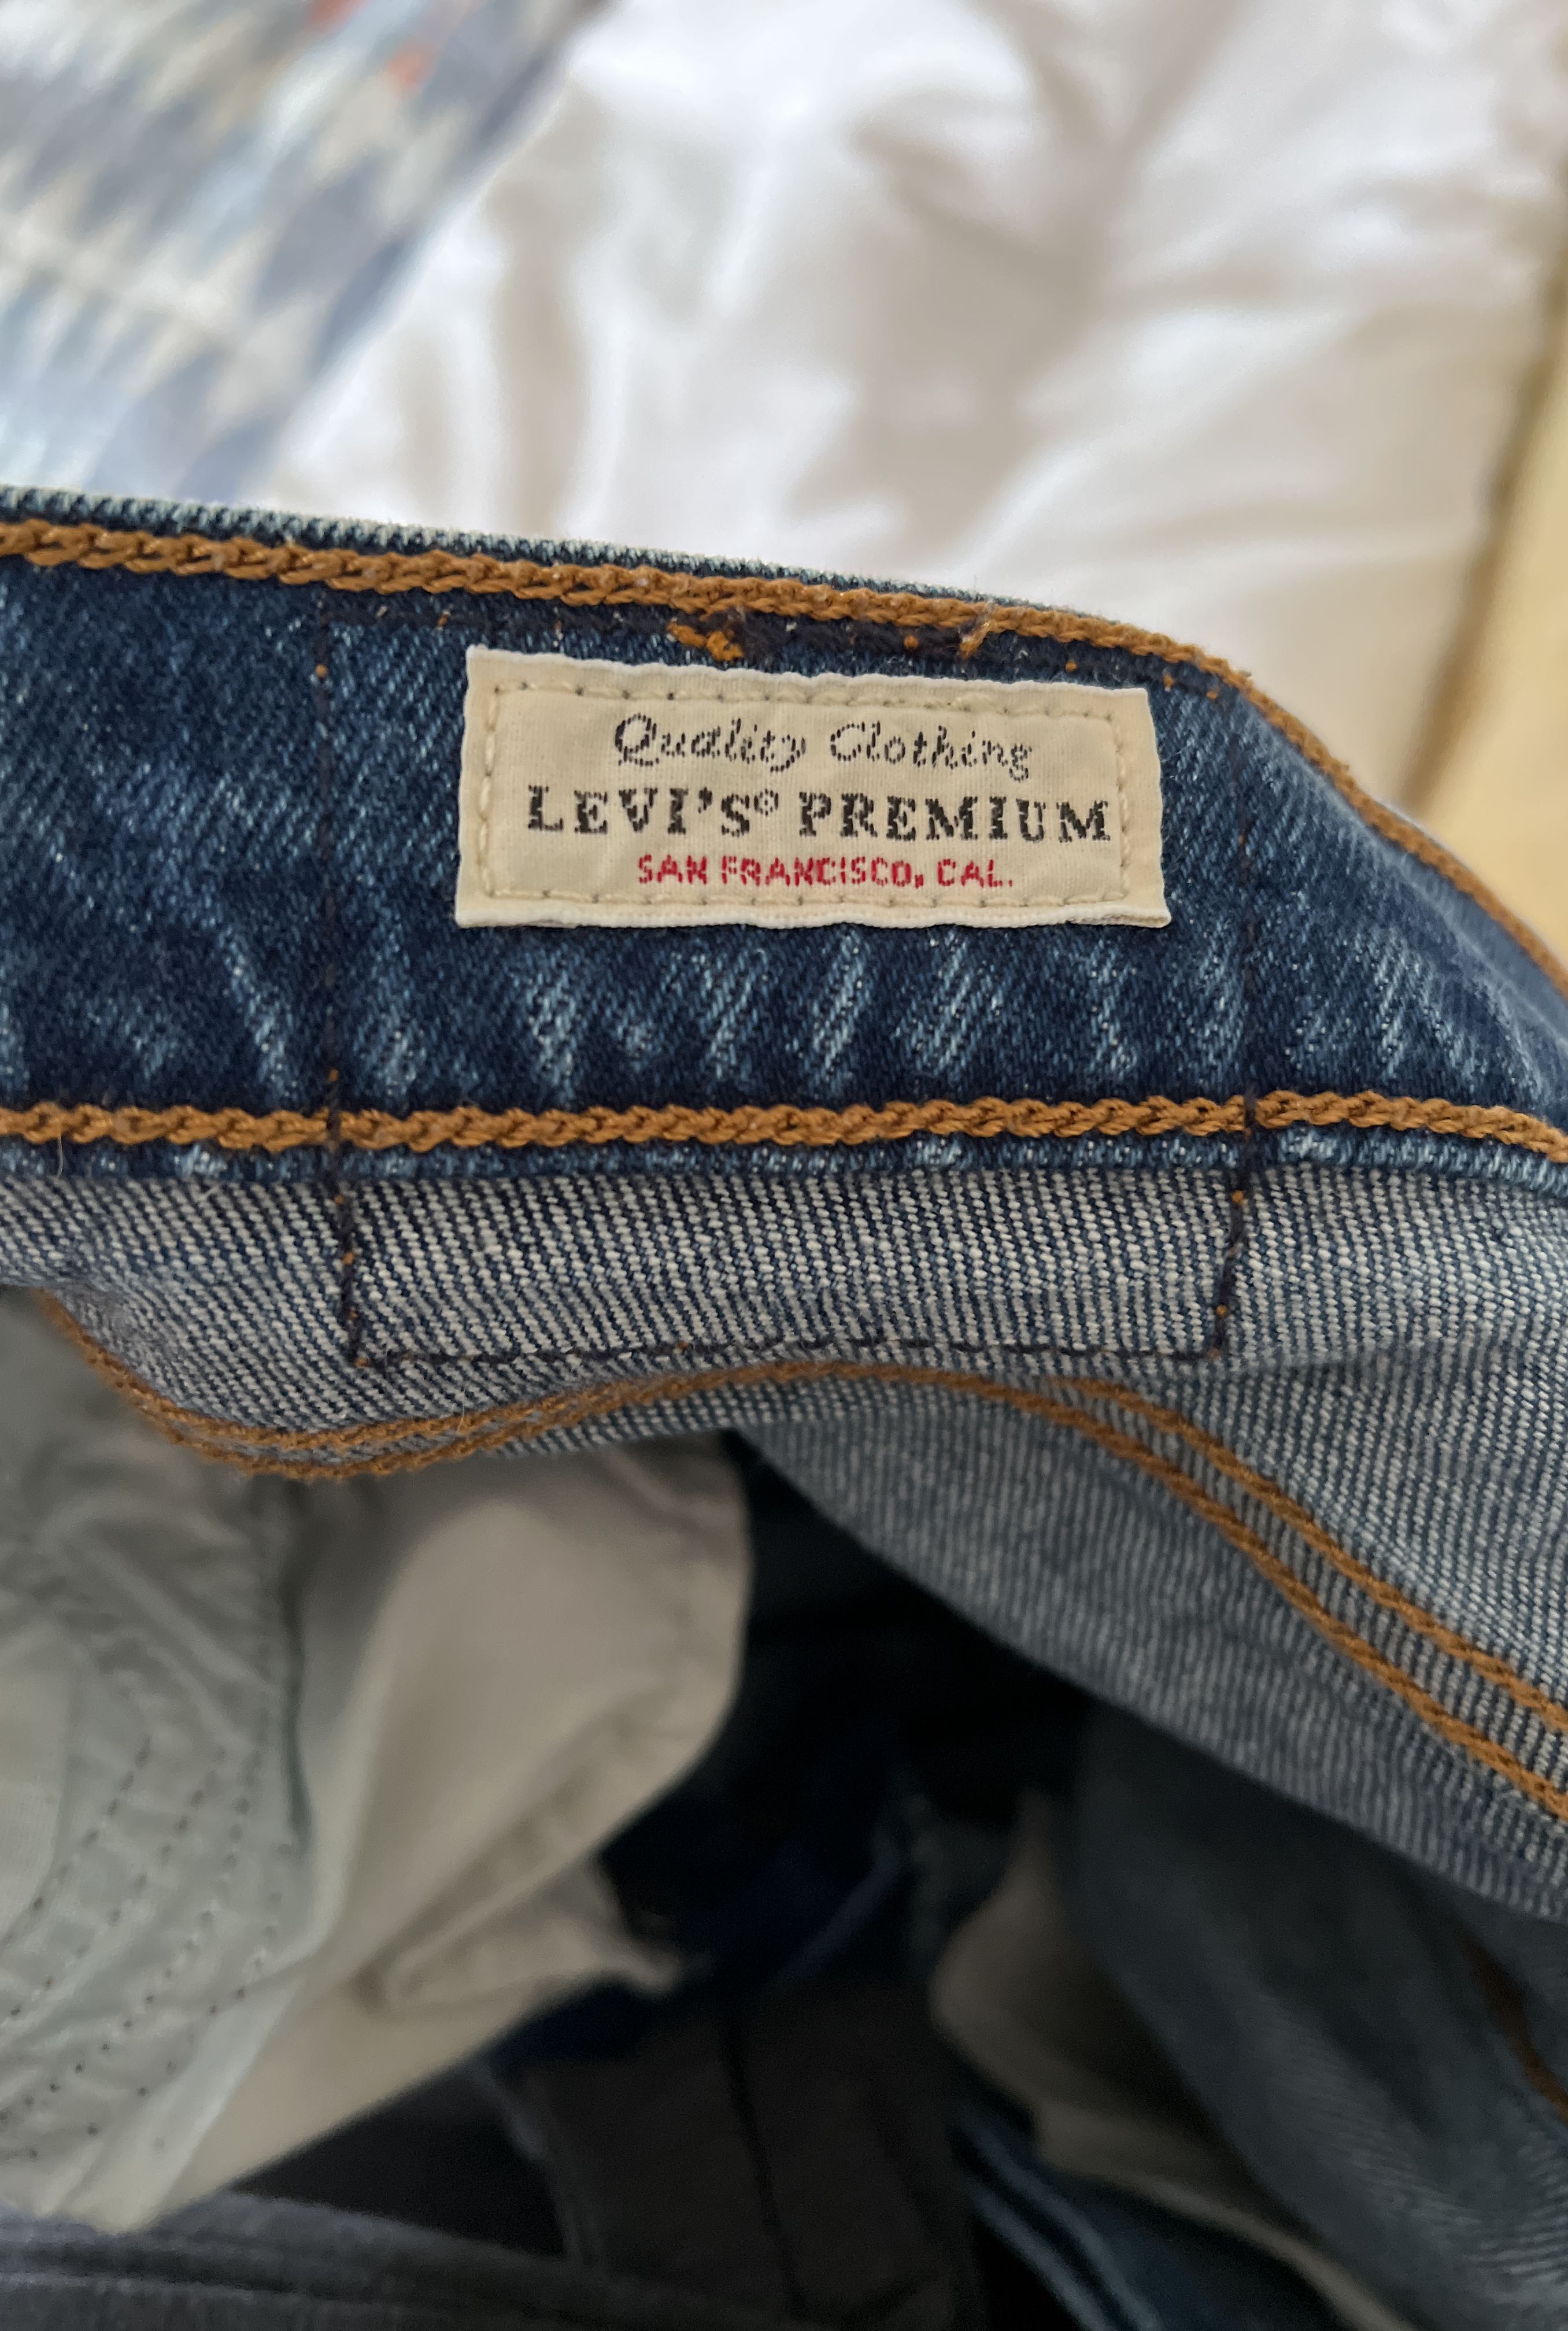 Quality Clothing
LEVI'S® PREMIUM
SAN FRANCISCO, CAL.